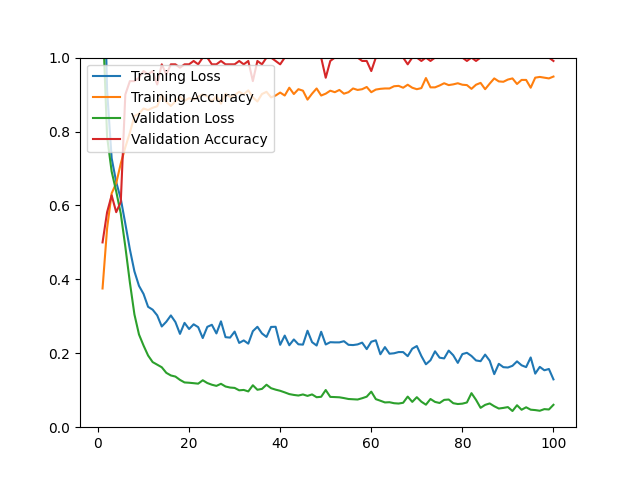 Training Loss
Training Accuracy
Validation Loss
Validation Accuracy
1.0
0.8
0.6
0.4
0.2
0.0
0 20 40 60 80 100